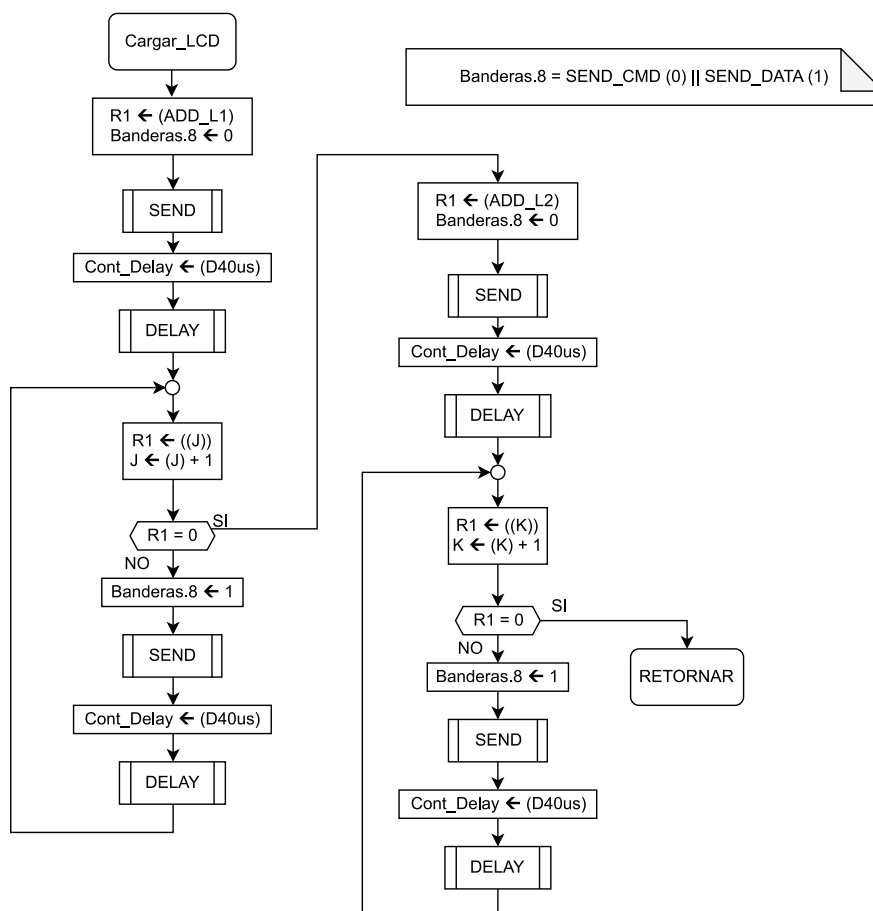 Cargar_LCD
Banderas.8 = SEND_CMD (0) || SEND_DATA (1)
R1 ← (ADD_L1)
Banderas.8 ← 0
SEND
Cont_Delay ← (D40us)
DELAY
R1 ← ((J))
J ← (J) + 1
R1 = 0
SI
NO
Banderas.8 ← 1
SEND
Cont_Delay ← (D40us)
DELAY
R1 ← (ADD_L2)
Banderas.8 ← 0
SEND
Cont_Delay ← (D40us)
DELAY
R1 ← ((K))
K ← (K) + 1
R1 = 0
SI
NO
RETORNAR
Banderas.8 ← 1
SEND
Cont_Delay ← (D40us)
DELAY